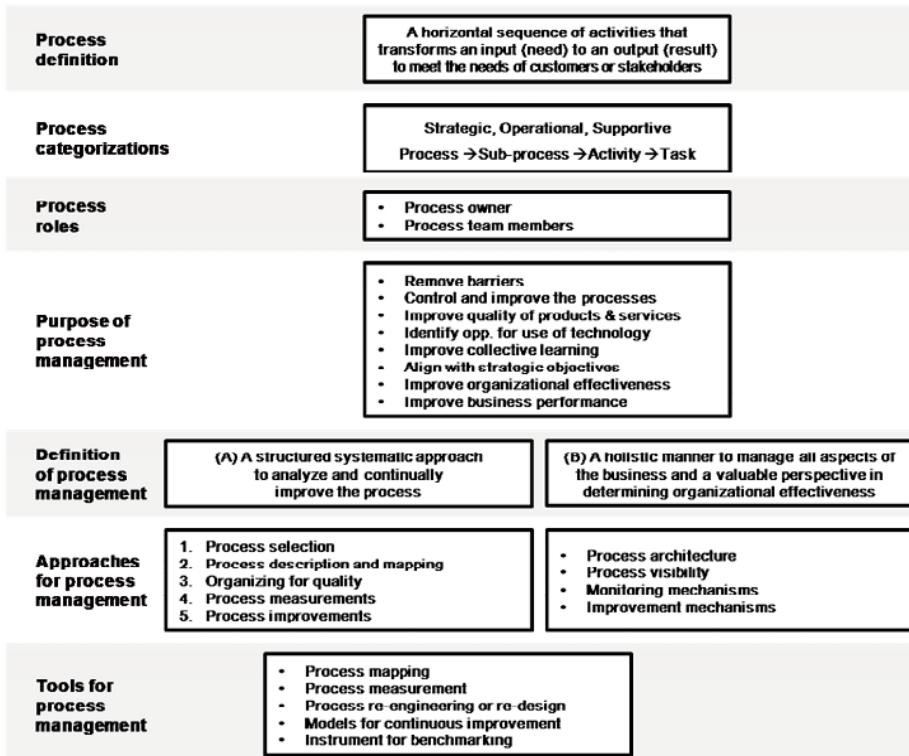 Process
definition
A horizontal sequence of activities that
transforms an input (need) to an output (result)
to meet the needs of customers or stakeholders
Process
categorizations
Strategic, Operational, Supportive
Process →Sub-process →Activity →Task
Process
roles
• Process owner
• Process team members
Purpose of
process
management
• Remove barriers
• Control and improve the processes
• Improve quality of products & services
• Identify opp. for use of technology
• Improve collective learning
• Align with strategic objectives
• Improve organizational effectiveness
• Improve business performance
Definition
of process
management
(A) A structured systematic approach
to analyze and continually
improve the process
(B) A holistic manner to manage all aspects of
the business and a valuable perspective in
determining organizational effectiveness
Approaches
for process
management
1. Process selection
2. Process description and mapping
3. Organizing for quality
4. Process measurements
5. Process improvements
• Process architecture
• Process visibility
• Monitoring mechanisms
• Improvement mechanisms
Tools for
process
management
• Process mapping
• Process measurement
• Process re-engineering or re-design
• Models for continuous improvement
• Instrument for benchmarking